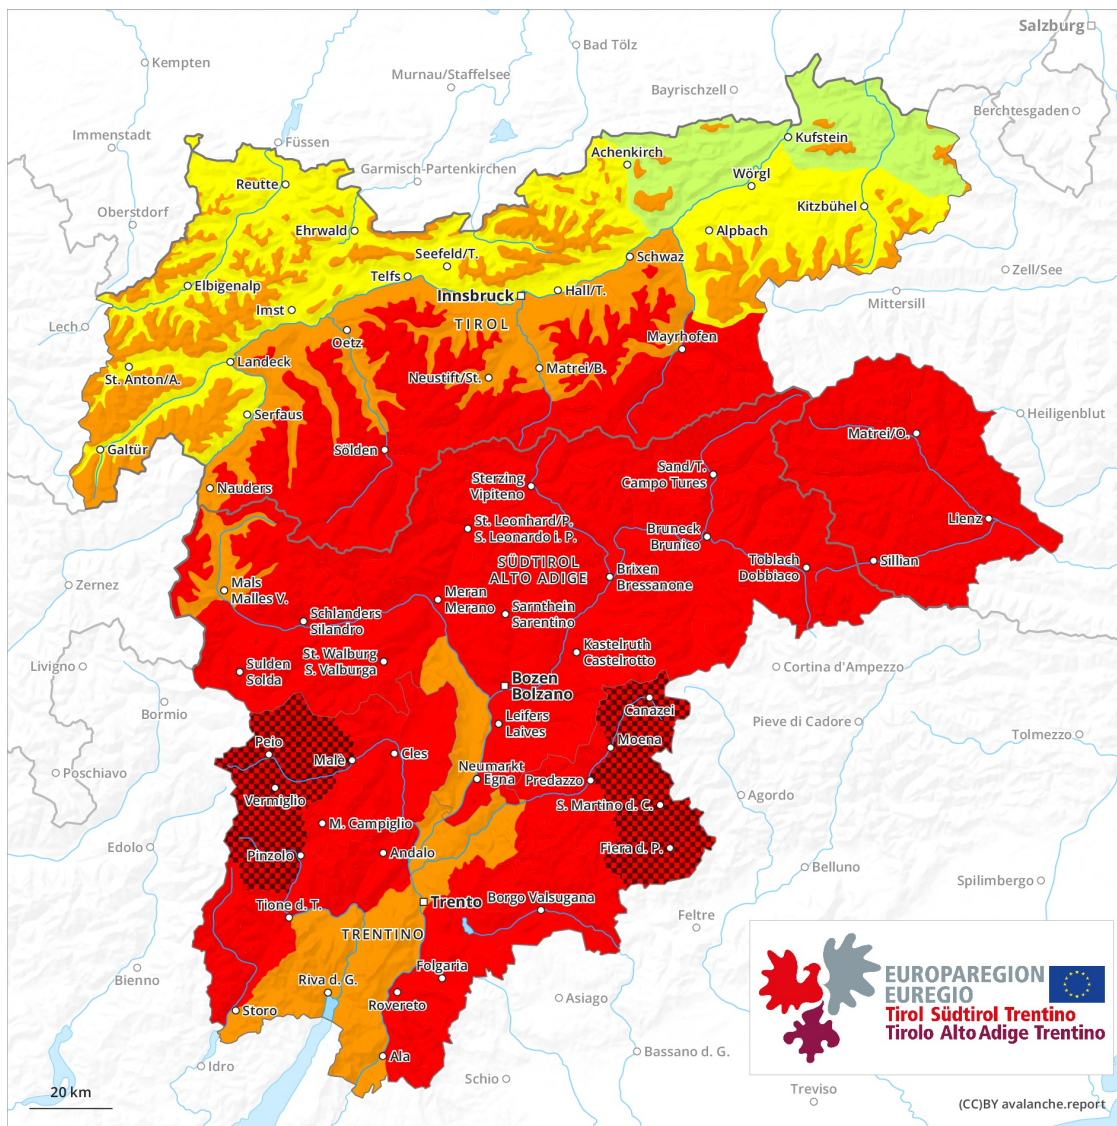 Salzburg
Bad Tölz
Kempten
Murnau/Staffelsee
Bayrischzell
Berchtesgaden
Immenstadt
Füssen
Kufstein
Achenkirch
Garmisch-Partenkirchen
Wörgl
Reutte
Kitzbühel
Oberstdorf
Ehrwald
Alpbach
Seefeld/T.
Schwaz
Telfs
Zell/See
Elbigenalp
Innsbruck
Hall/T.
Mittersill
Imst
TIROL
Lech
Oetz
Mayrhofen
Landeck
Matrei/B.
St. Anton/A.
Neustift/St.
Serfaus
Heiligenblut
Matrei/O.
Galtür
Sölden
Sand/T.
Campo Tures
Sterzing
Vipiteno
Nauders
St. Leonhard/P.
S. Leonardo i. P.
Lienz
Bruneck
Brunico
SÜDTIROL
ALTO ADIGE
Toblach
Dobbiaco
Sillian
Brixen
Bressanone
Zernez
Mals
Malles V.
Meran
Merano
Sarnthein
Sarentino
Schlanders
Silandro
Kastelruth
Castelrotto
St. Walburg
S. Valburga
Livigno
Sulden
Solda
Cortina d'Ampezzo
Bozen
Bolzano
Bormio
Canazei
Leifers
Laives
Pieve di Cadore
Tolmezzo
Peio
Moena
Cles
Malè
Poschiavo
Neumarkt
Egna
Predazzo
Vermiglio
Agordo
S. Martino d. C.
M. Campiglio
Edolo
Fiera d. P.
Andalo
Pinzolo
Belluno
Spilimbergo
Borgo Valsugana
Trento
Tione d. T.
Feltre
TRENTINO
Folgaria
Bienno
Riva d. G.
EUROPAREGION
EUREGIO
Tirol Südtirol Trentino
Tirolo Alto Adige Trentino
Rovereto
Asiago
Storo
Bassano d. G.
Ala
Idro
Schio
Treviso
20 km
(CC)BY avalanche.report